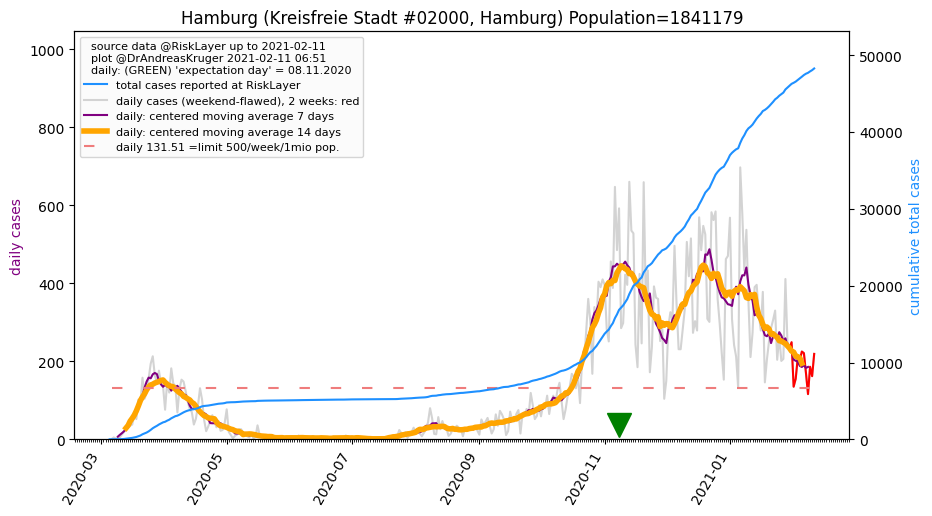 Hamburg (Kreisfreie Stadt #02000, Hamburg) Population=1841179
source data @RiskLayer up to 2021-02-11
plot @DrAndreasKruger 2021-02-11 06:51
daily: (GREEN) 'expectation day' = 08.11.2020
total cases reported at RiskLayer
daily cases (weekend-flawed), 2 weeks: red
daily: centered moving average 7 days
daily: centered moving average 14 days
daily 131.51 =limit 500/week/1mio pop.
daily cases
1000
800
600
400
200
0
cumulative total cases
50000
40000
30000
20000
10000
0
2020-03
2020-05
2020-07
2020-09
2020-11
2021-01